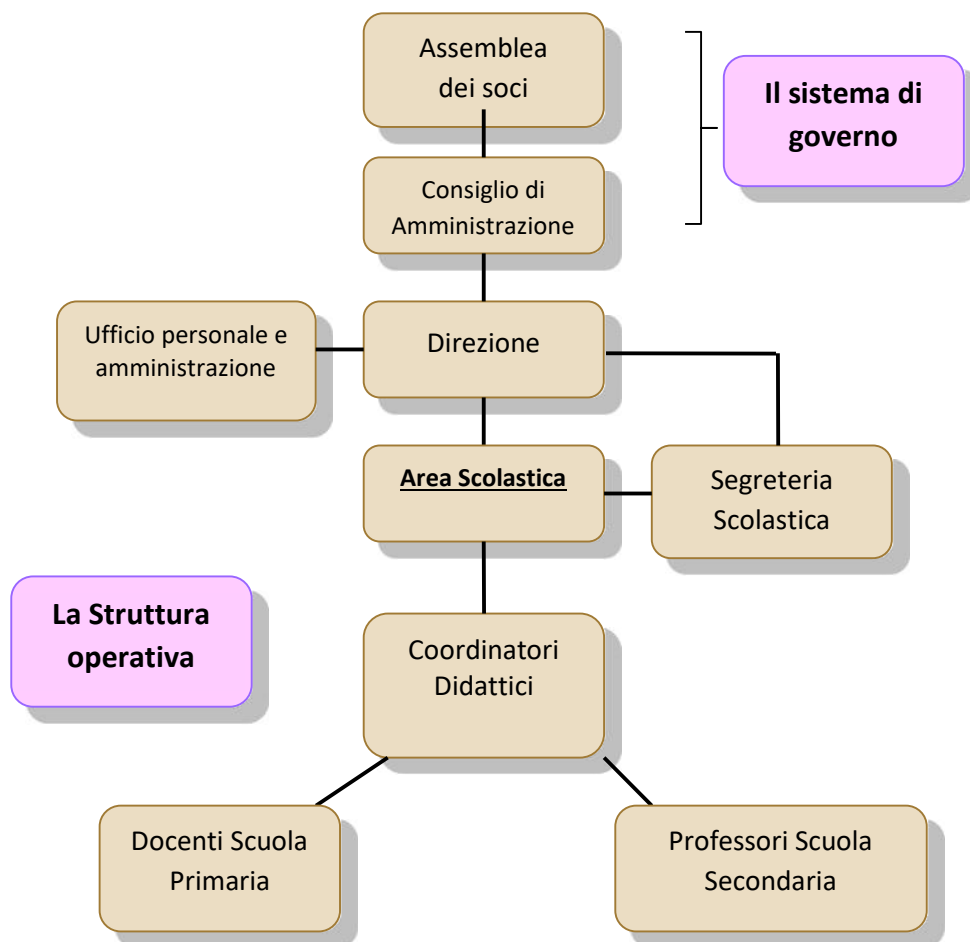 Assemblea
dei soci
Il sistema di
governo
Consiglio di
Amministrazione
Ufficio personale e
amministrazione
Direzione
Area Scolastica
Segreteria
Scolastica
La Struttura
operativa
Coordinatori
Didattici
Docenti Scuola
Primaria
Professori Scuola
Secondaria